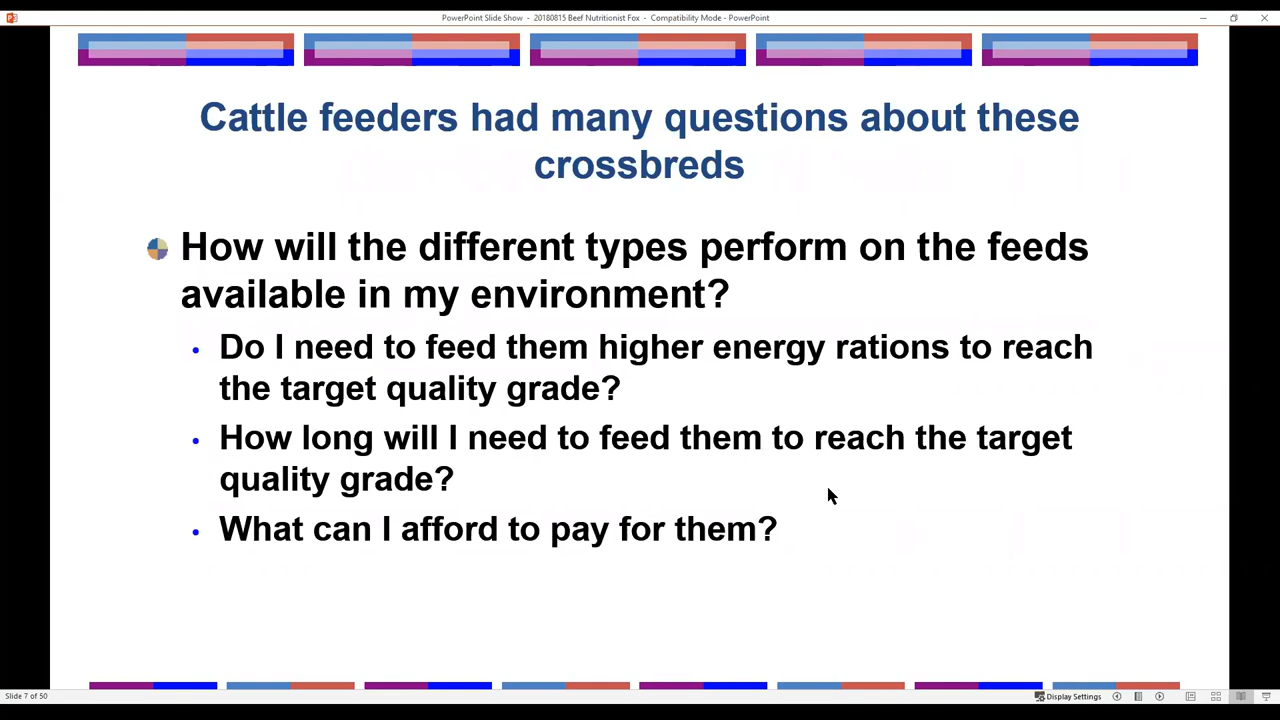 PowerPoint Slide Show - 20180815 Beef Nutritionist Fox - Compatibility Mode - PowerPoint
Cattle feeders had many questions about these
crossbreds
How will the different types perform on the feeds
available in my environment?
• Do I need to feed them higher energy rations to reach
the target quality grade?
• How long will I need to feed them to reach the target
quality grade?
• What can I afford to pay for them?
Slide 7 of 50
Display Settings